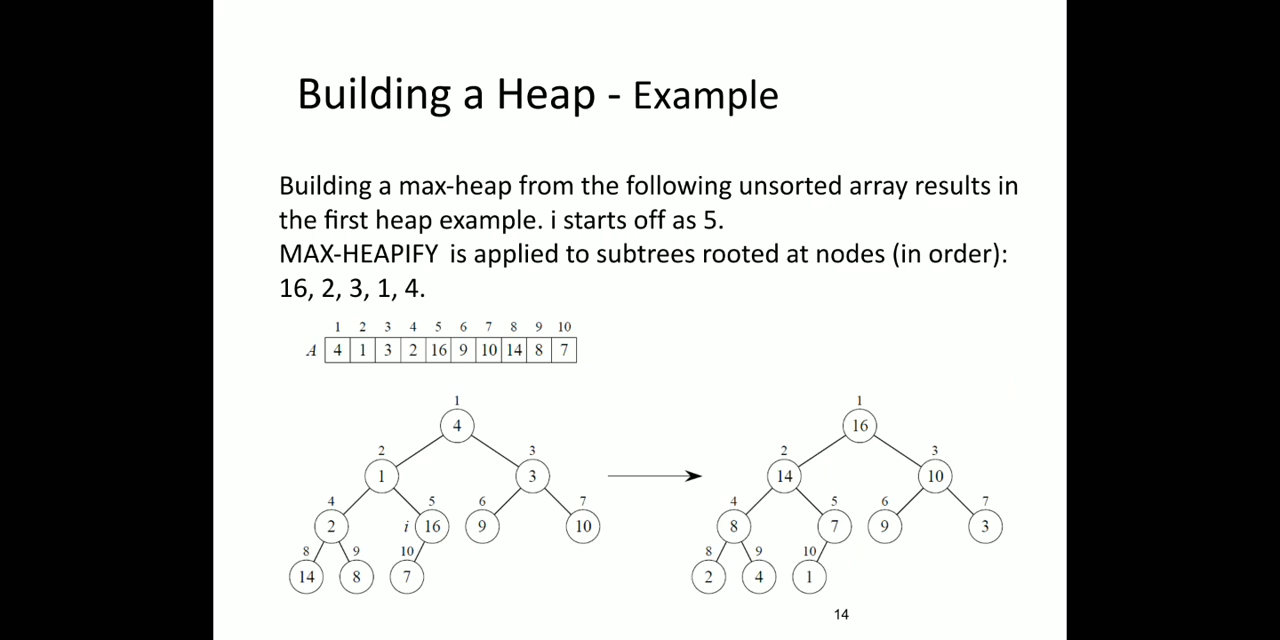 Building a Heap - Example
Building a max-heap from the following unsorted array results in
the first heap example. i starts off as 5.
MAX-HEAPIFY is applied to subtrees rooted at nodes (in order):
16, 2, 3, 1, 4.
1 2 3 4 5 6 7 8 9 10
A 4 1 3 2 16 9 10 14 8 7
1 1
4 16
2 3 2 3
1 3 14 10
4 5 6 7 4 5 6 7
2 i 16 9 10 8 7 9 3
8 9 10 8 9 10
14 8 7 2 4 1
14